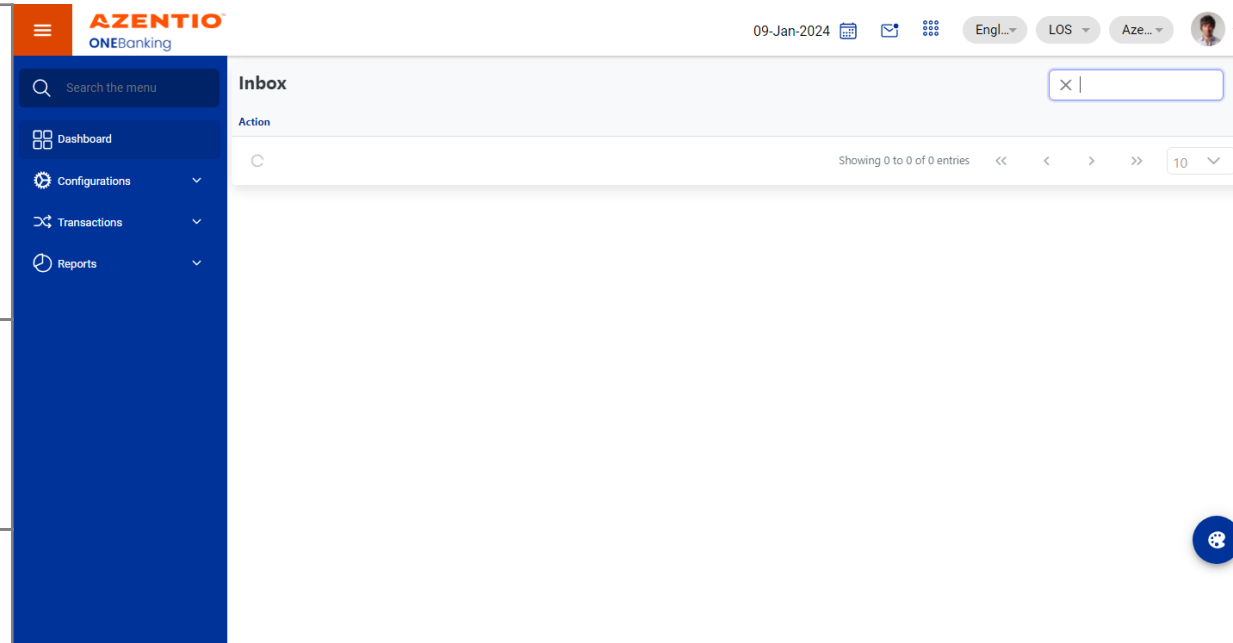 AZENTIO
ONEBanking
09-Jan-2024
Engl...
LOS
Aze...
Search the menu
Dashboard
Configurations
Transactions
Reports
Inbox
Action
Showing 0 to 0 of 0 entries
10